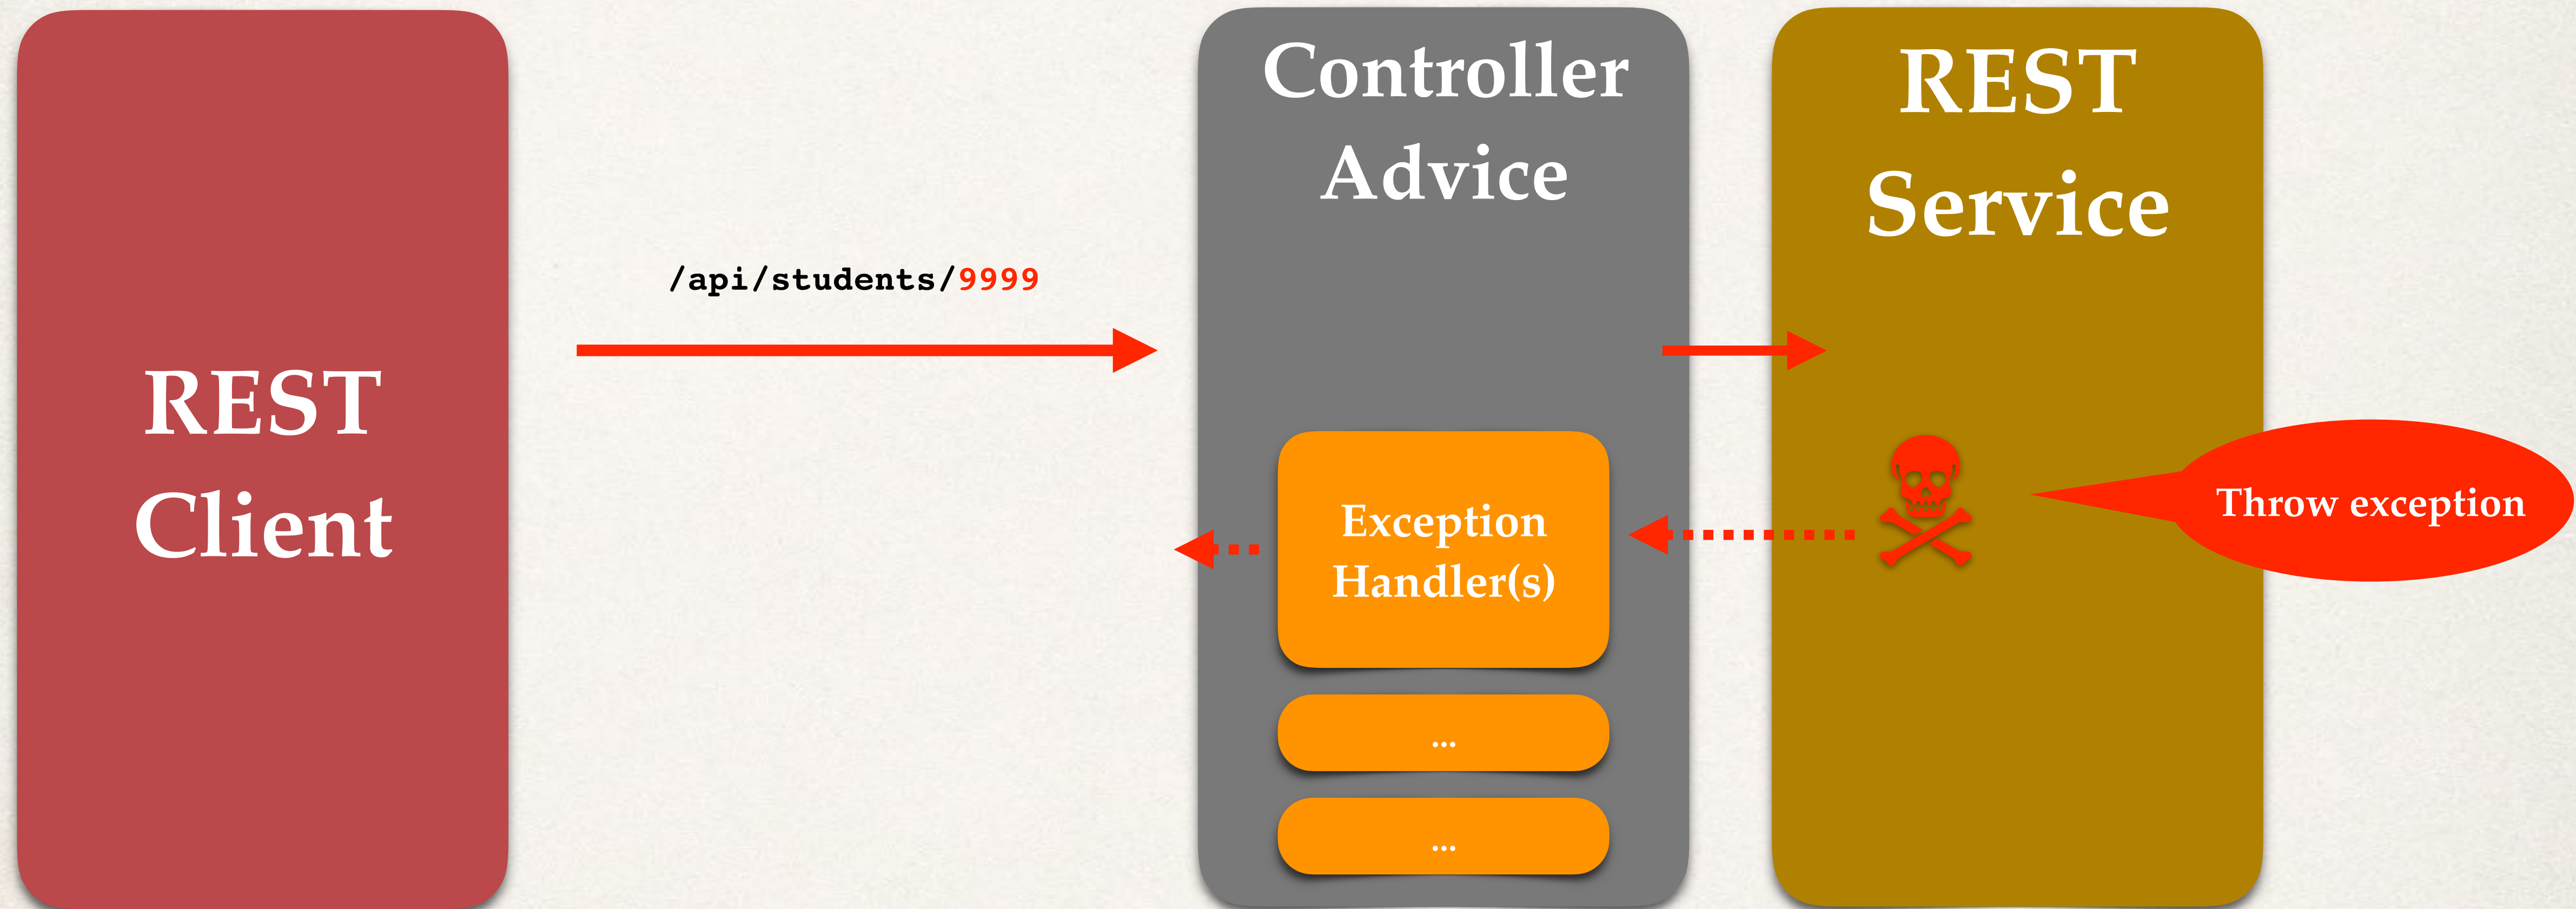 REST
Client
/api/students/9999
Controller
Advice
Exception
Handler(s)
...
...
REST
Service
Throw exception